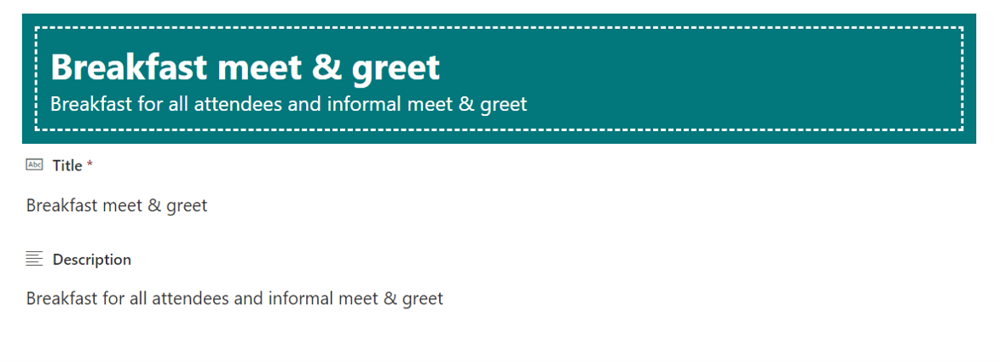 Breakfast meet & greet
Breakfast for all attendees and informal meet & greet
Abc Title *
Breakfast meet & greet
Description
Breakfast for all attendees and informal meet & greet